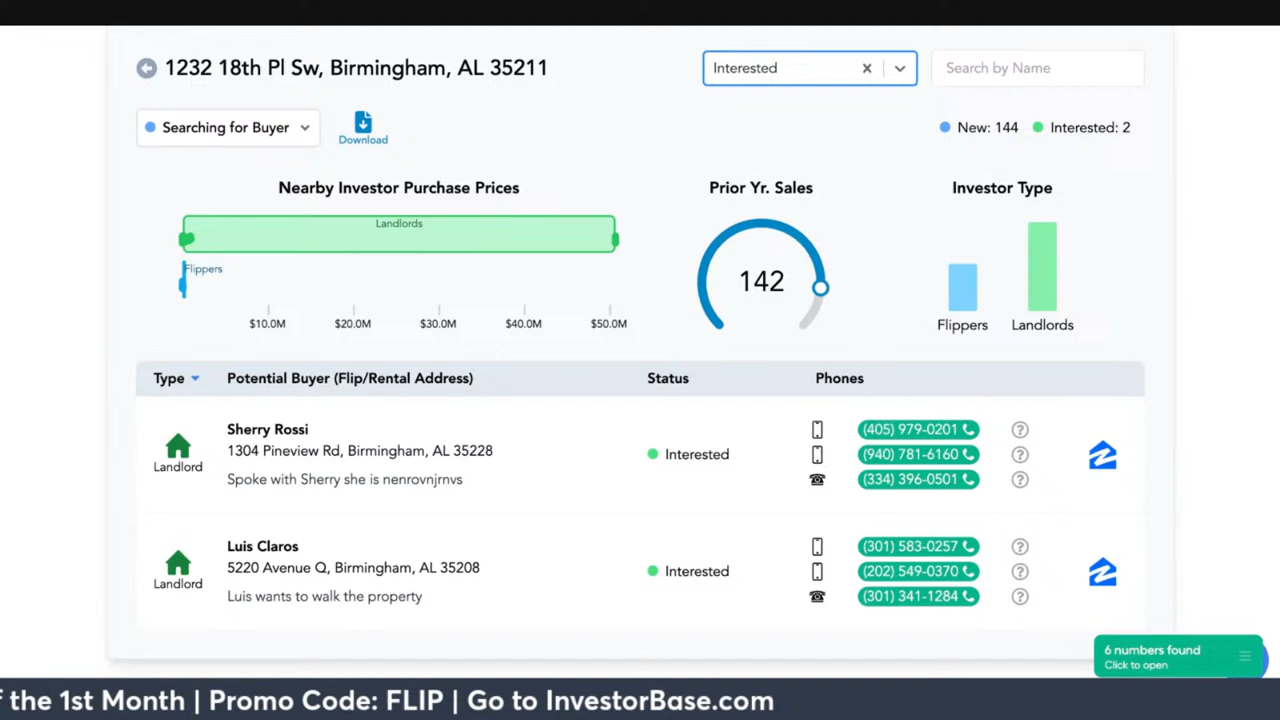 1232 18th Pl Sw, Birmingham, AL 35211
Interested
Search by Name
Searching for Buyer
Download
New: 144
Interested: 2
Nearby Investor Purchase Prices
Prior Yr. Sales
Investor Type
Landlords
Flippers
142
$10.0M
$20.0M
$30.0M
$40.0M
$50.0M
Flippers
Landlords
Type
Potential Buyer (Flip/Rental Address)
Status
Phones
Landlord
Sherry Rossi
1304 Pineview Rd, Birmingham, AL 35228
Spoke with Sherry she is nenrovnjrnvs
Interested
(405) 979-0201
(940) 781-6160
(334) 396-0501
Landlord
Luis Claros
5220 Avenue Q, Birmingham, AL 35208
Luis wants to walk the property
Interested
(301) 583-0257
(202) 549-0370
(301) 341-1284
6 numbers found
Click to open
the 1st Month | Promo Code: FLIP | Go to InvestorBase.com